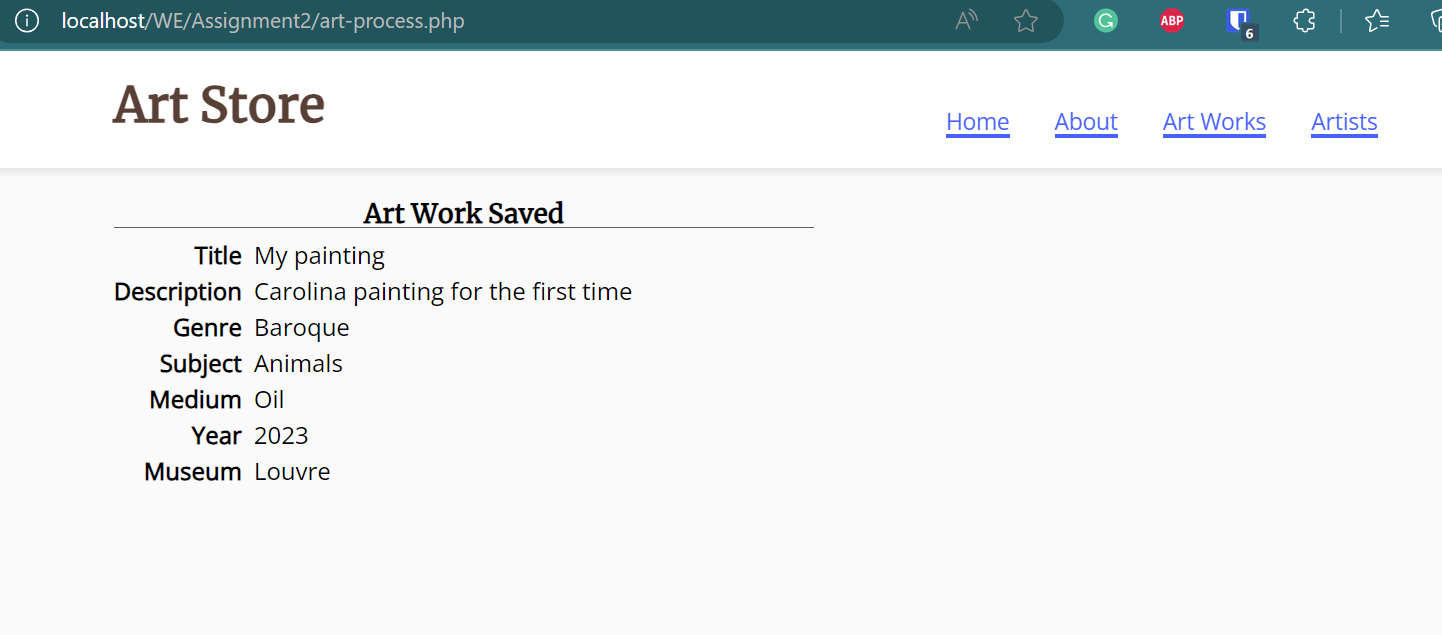 localhost/WE/Assignment2/art-process.php
A
G
ABP
6
Art Store
Home About Art Works Artists
Art Work Saved
Title My painting
Description Carolina painting for the first time
Genre Baroque
Subject Animals
Medium Oil
Year 2023
Museum Louvre